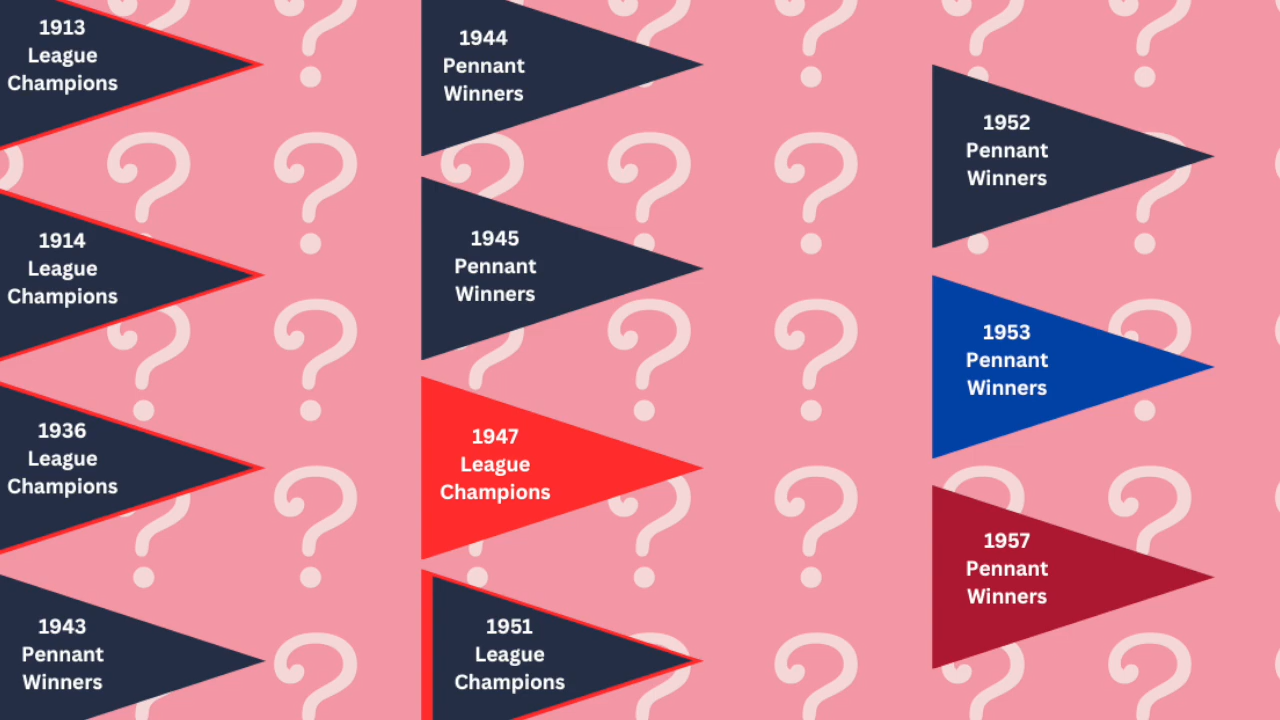 1913
League
Champions
1914
League
Champions
1936
League
Champions
1943
Pennant
Winners
1944
Pennant
Winners
1945
Pennant
Winners
1947
League
Champions
1951
League
Champions
1952
Pennant
Winners
1953
Pennant
Winners
1957
Pennant
Winners